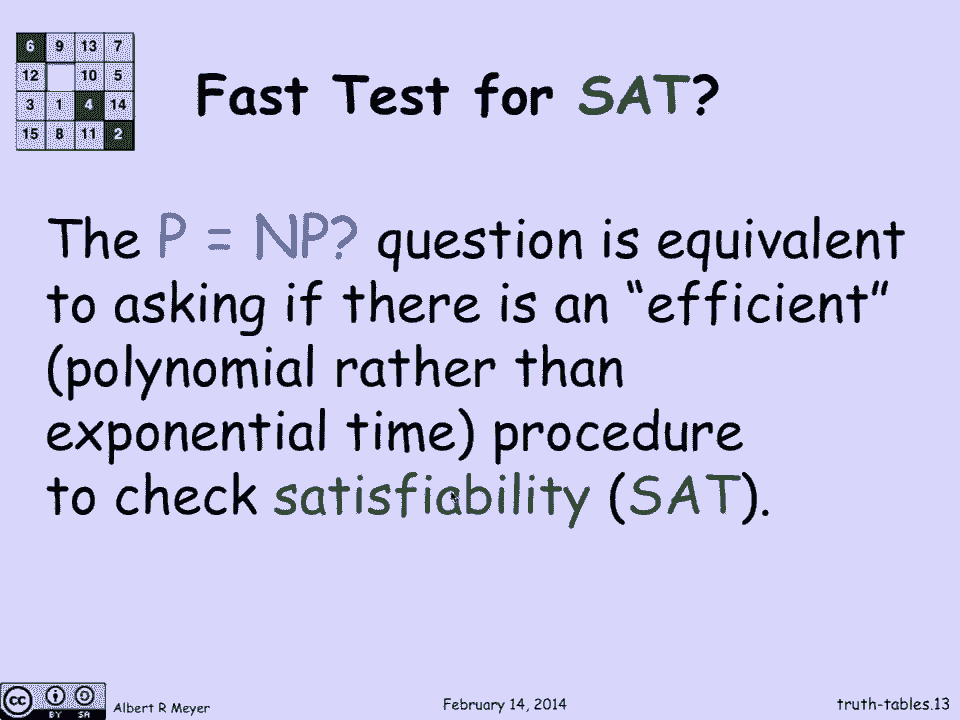 6 9 13 7
12 10 5
3 1 4 14
15 8 11 2
Fast Test for SAT?
The P = NP? question is equivalent
to asking if there is an “efficient”
(polynomial rather than
exponential time) procedure
to check satisfiability (SAT).
cc BY SA
Albert R Meyer
February 14, 2014
truth-tables.13